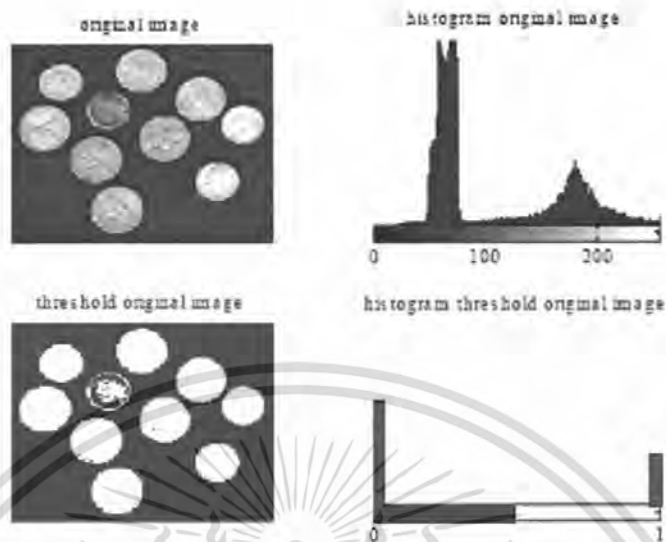 original image
histogram original image
0 100 200
threshold original image
histogram threshold original image
0 1